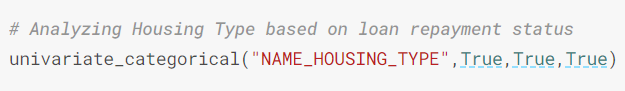 # Analyzing Housing Type based on loan repayment status
univariate_categorical("NAME_HOUSING_TYPE",True,True,True)